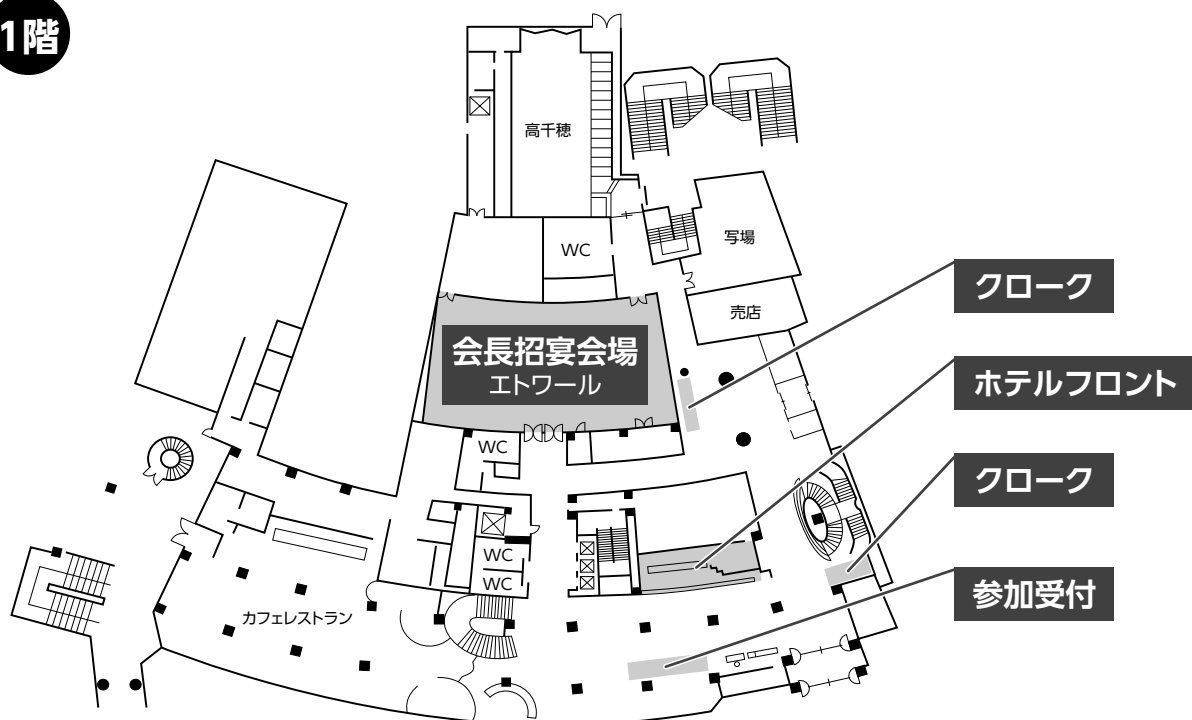 1階
高千穂
WC
写場
売店
クローク
会長招宴会場
エトワール
ホテルフロント
WC
クローク
WC
WC
参加受付
カフェレストラン